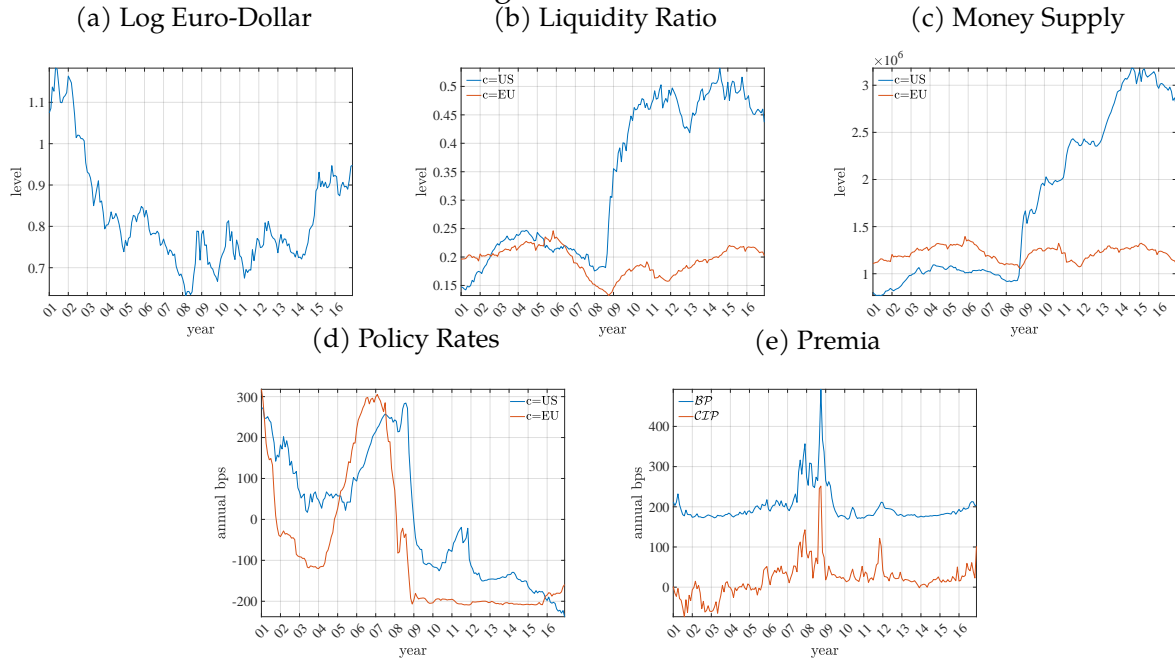 (a) Log Euro-Dollar
(b) Liquidity Ratio
(c) Money Supply
level
1.1
1
0.9
0.8
0.7
01 02 03 04 05 06 07 08 09 10 11 12 13 14 15 16
year
level
0.5
0.45
0.4
0.35
0.3
0.25
0.2
0.15
c=US
c=EU
01 02 03 04 05 06 07 08 09 10 11 12 13 14 15 16
year
×10⁶
level
3
2.5
2
1.5
1
c=US
c=EU
01 02 03 04 05 06 07 08 09 10 11 12 13 14 15 16
year
(d) Policy Rates
(e) Premia
annual bps
300
200
100
0
-100
-200
c=US
c=EU
01 02 03 04 05 06 07 08 09 10 11 12 13 14 15 16
year
annual bps
400
300
200
100
0
BP
CIP
01 02 03 04 05 06 07 08 09 10 11 12 13 14 15 16
year